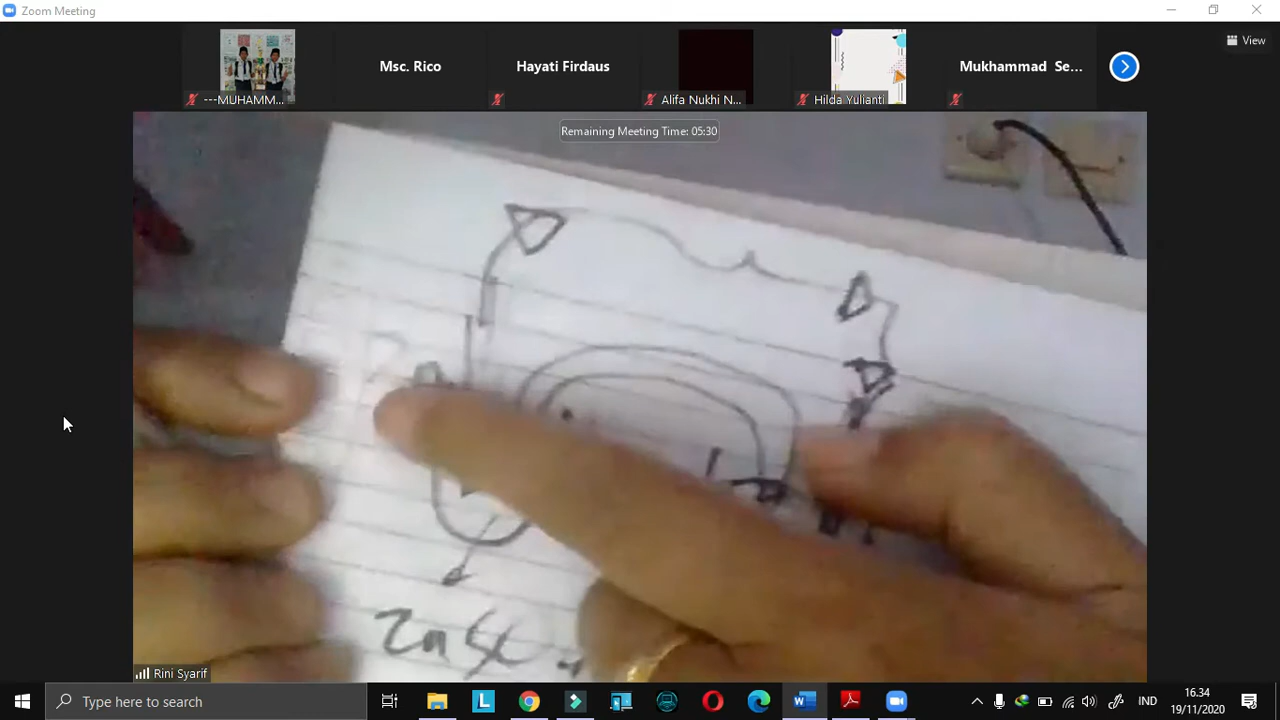 Zoom Meeting
View
Msc. Rico
Hayati Firdaus
Mukhammad Se...
---MUHAMM...
Alifa Nukhi N...
Hilda Yulianti
Remaining Meeting Time: 05:30
Rini Syarif
Type here to search
L
W
IND
16.34
19/11/2020